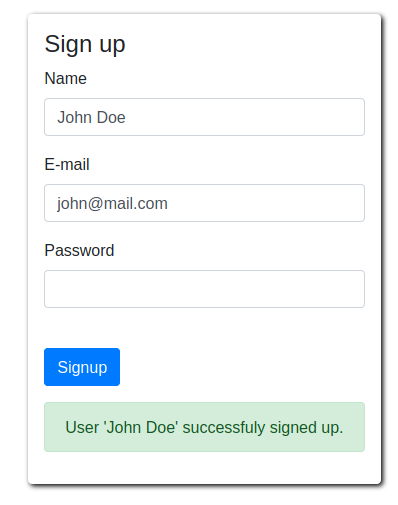 Sign up
Name
John Doe
E-mail
john@mail.com
Password
Signup
User 'John Doe' successfuly signed up.